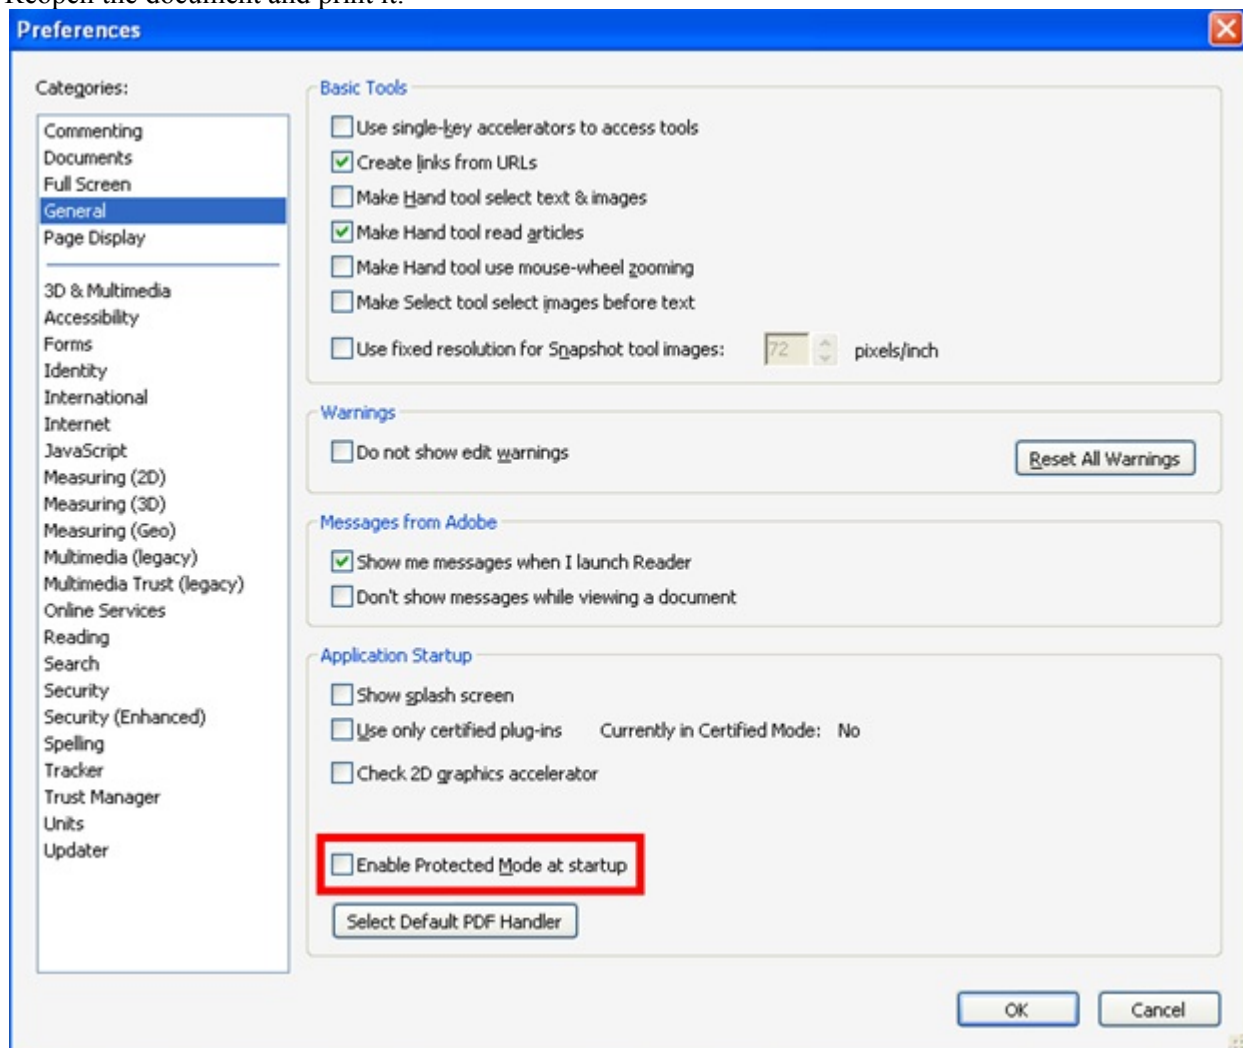 Reopen the document and print it.
Preferences
Categories:
Commenting
Documents
Full Screen
General
Page Display
3D & Multimedia
Accessibility
Forms
Identity
International
Internet
JavaScript
Measuring (2D)
Measuring (3D)
Measuring (Geo)
Multimedia (legacy)
Multimedia Trust (legacy)
Online Services
Reading
Search
Security
Security (Enhanced)
Spelling
Tracker
Trust Manager
Units
Updater
Basic Tools
Use single-key accelerators to access tools
Create links from URLs
Make Hand tool select text & images
Make Hand tool read articles
Make Hand tool use mouse-wheel zooming
Make Select tool select images before text
Use fixed resolution for Snapshot tool images: 72 pixels/inch
Warnings
Do not show edit warnings
Reset All Warnings
Messages from Adobe
Show me messages when I launch Reader
Don't show messages while viewing a document
Application Startup
Show splash screen
Use only certified plug-ins Currently in Certified Mode: No
Check 2D graphics accelerator
Enable Protected Mode at startup
Select Default PDF Handler
OK Cancel